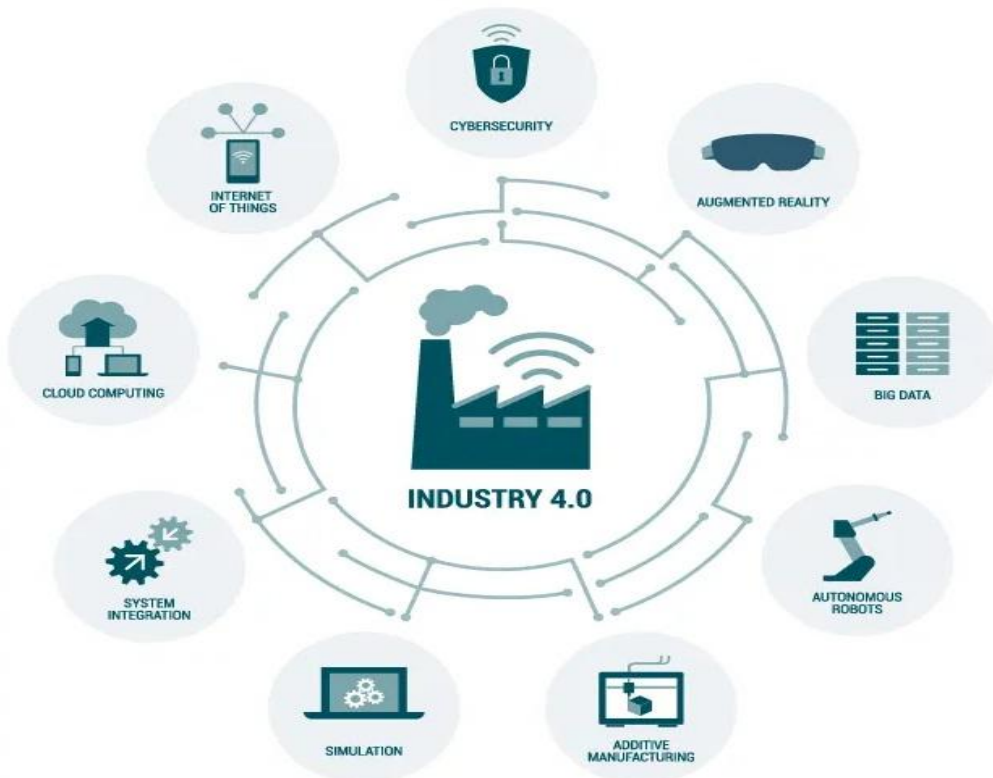 CYBERSECURITY
AUGMENTED REALITY
BIG DATA
AUTONOMOUS
ROBOTS
ADDITIVE
MANUFACTURING
SIMULATION
SYSTEM
INTEGRATION
CLOUD COMPUTING
INTERNET
OF THINGS
INDUSTRY 4.0